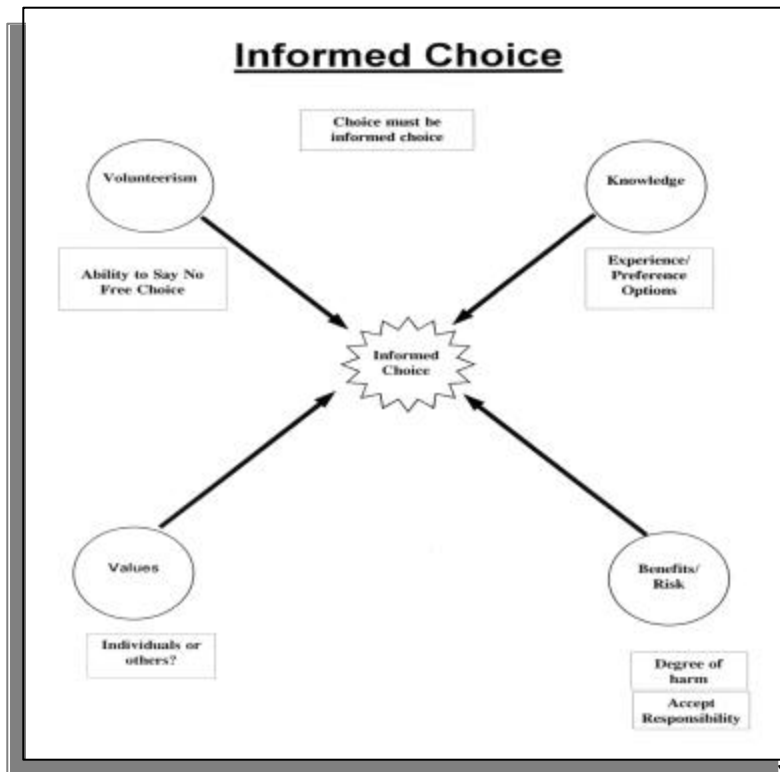 Informed Choice
Choice must be
informed choice
Volunteerism
Knowledge
Ability to Say No
Free Choice
Experience/
Preference
Options
Informed
Choice
Values
Benefits/
Risk
Individuals or
others?
Degree of
harm
Accept
Responsibility